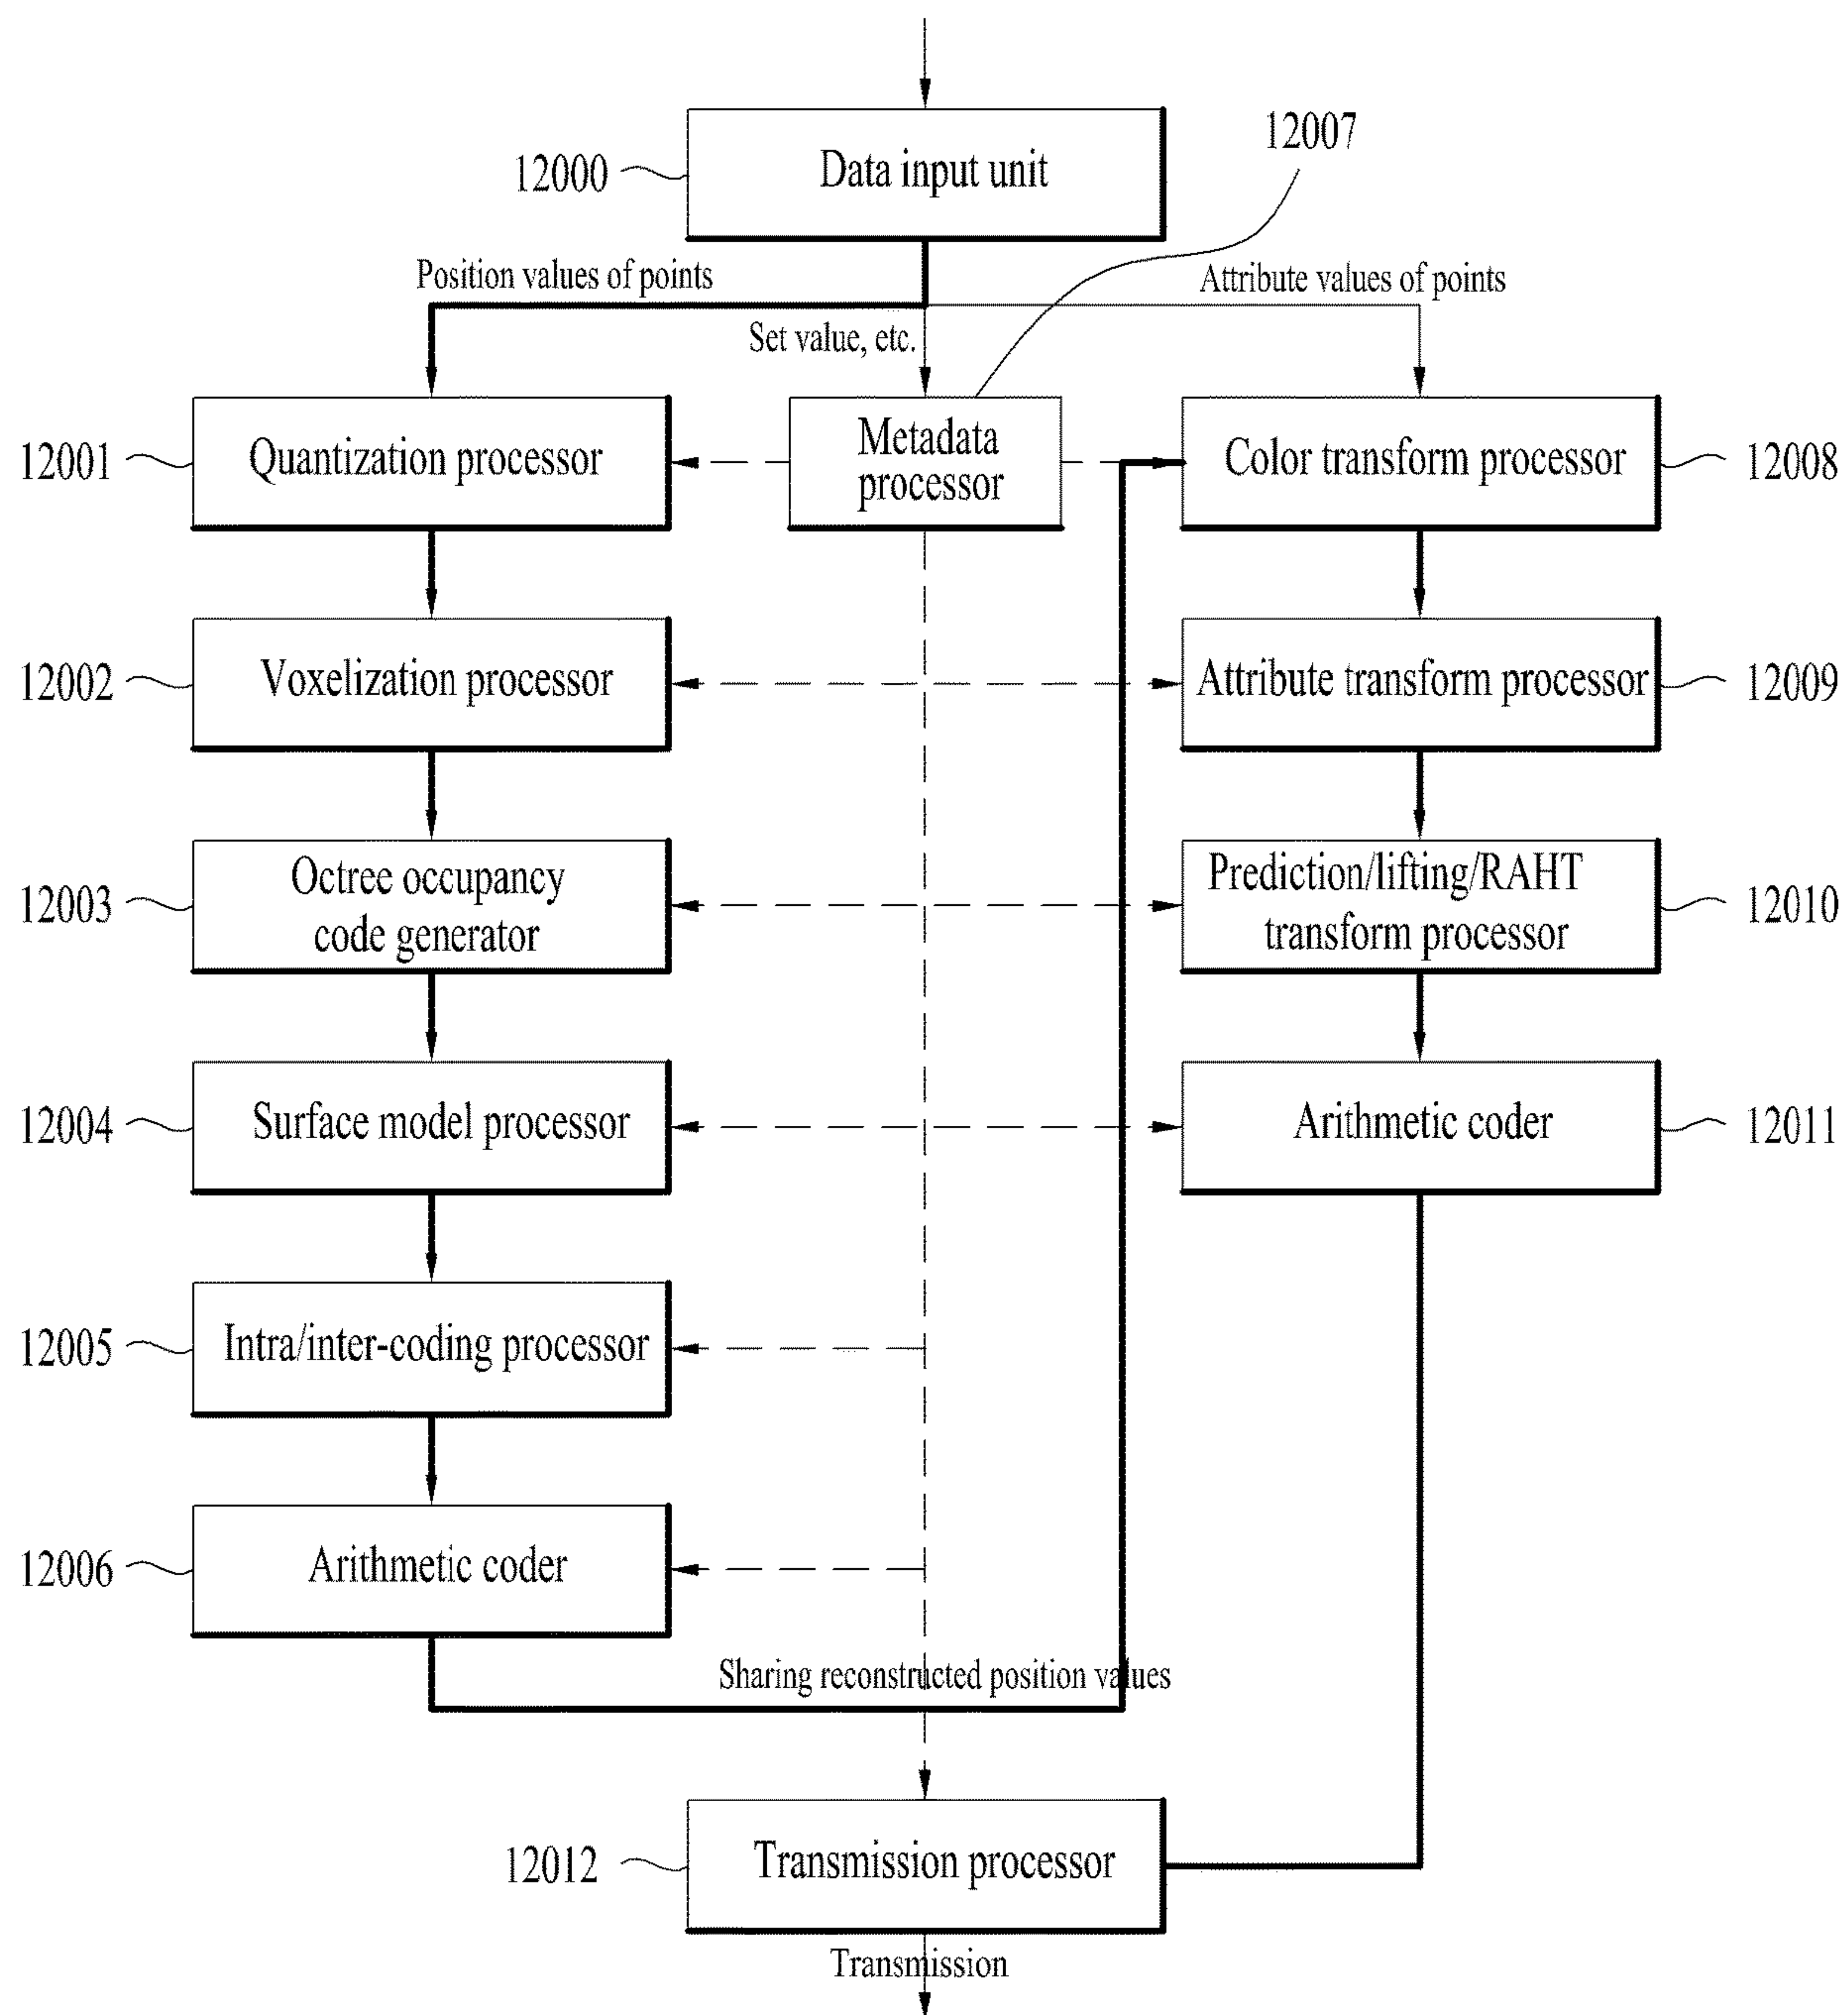 12007
12000
Data input unit
Position values of points
Attribute values of points
Set value, etc.
12001
Quantization processor
Metadata
processor
Color transform processor
12008
12002
Voxelization processor
Attribute transform processor
12009
12003
Octree occupancy
code generator
Prediction/lifting/RAHT
transform processor
12010
12004
Surface model processor
Arithmetic coder
12011
12005
Intra/inter-coding processor
12006
Arithmetic coder
Sharing reconstructed position values
12012
Transmission processor
Transmission